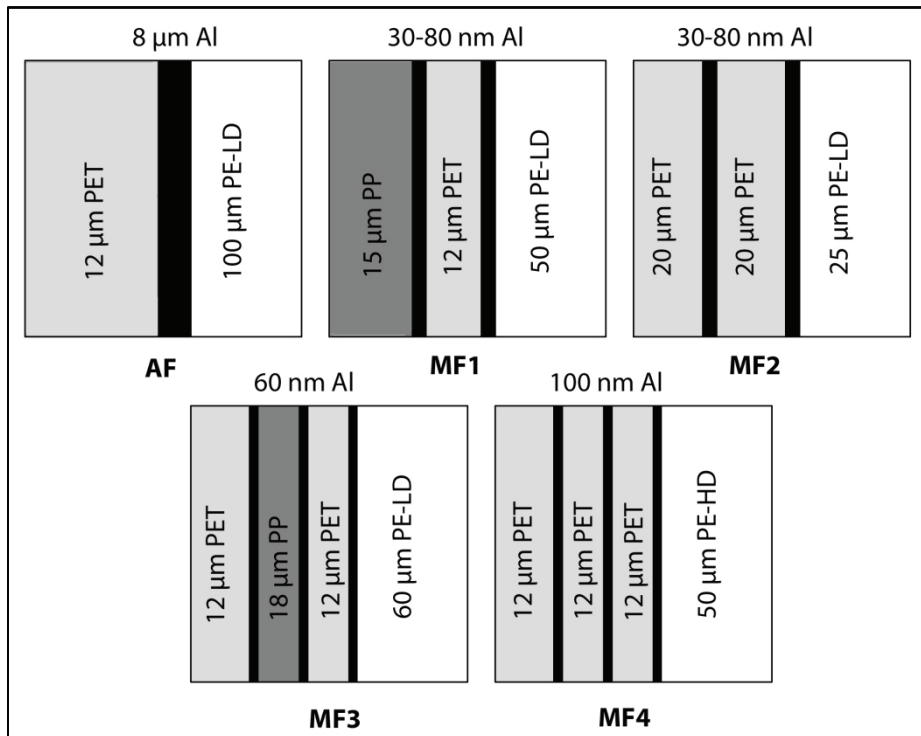 8 µm Al
30-80 nm Al
30-80 nm Al
12 µm PET
100 µm PE-LD
15 µm PP
12 µm PET
50 µm PE-LD
20 µm PET
20 µm PET
25 µm PE-LD
AF
MF1
MF2
60 nm Al
100 nm Al
12 µm PET
18 µm PP
12 µm PET
60 µm PE-LD
12 µm PET
12 µm PET
12 µm PET
50 µm PE-HD
MF3
MF4